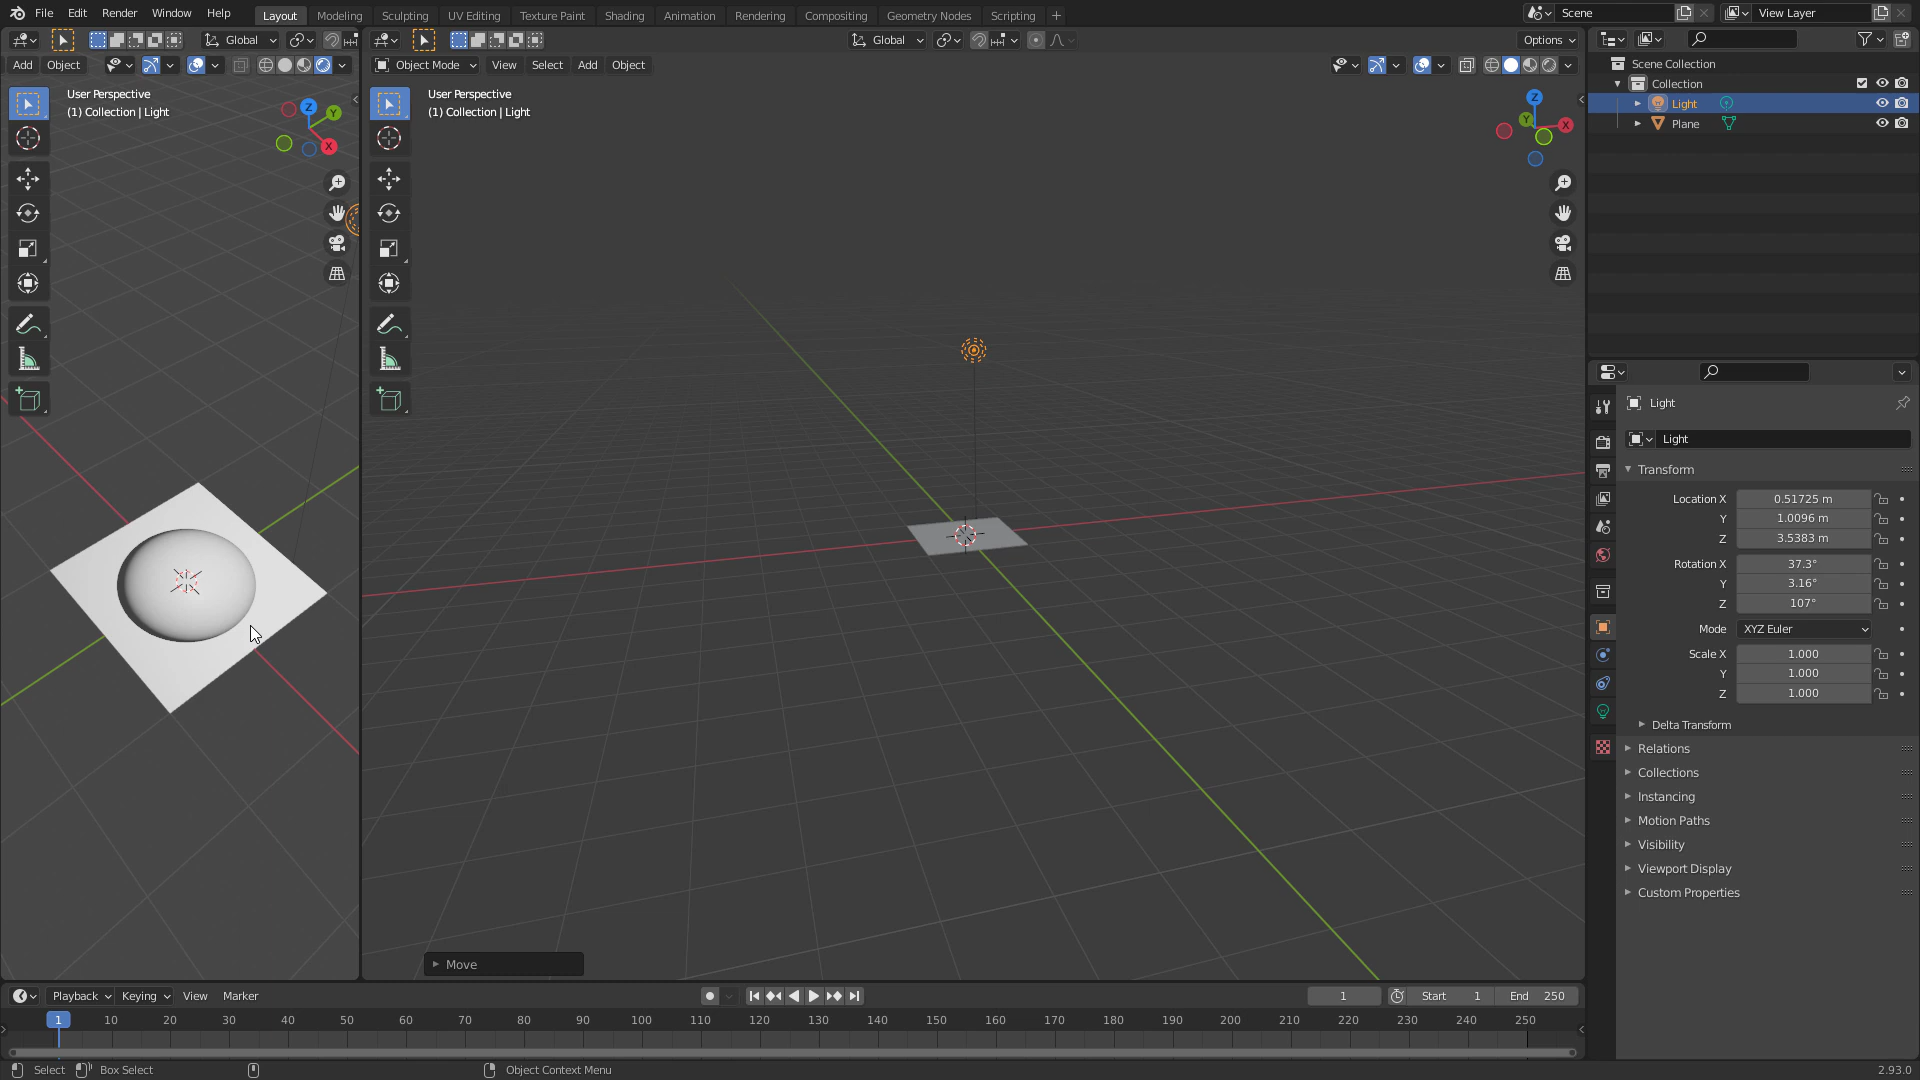 File Edit Render Window Help Layout Modeling Sculpting UV Editing Texture Paint Shading Animation Rendering Compositing Geometry Nodes Scripting + Scene View Layer
Global Global Options
Add Object Object Mode View Select Add Object
User Perspective
(1) Collection | Light
User Perspective
(1) Collection | Light
Z Y X
Z Y X
Scene Collection
Collection
Light
Plane
Light
Light
Transform
Location X 0.51725 m
Y 1.0096 m
Z 3.5383 m
Rotation X 37.3°
Y 3.16°
Z 107°
Mode XYZ Euler
Scale X 1.000
Y 1.000
Z 1.000
Delta Transform
Relations
Collections
Instancing
Motion Paths
Visibility
Viewport Display
Custom Properties
Move
Playback Keying View Marker 1 Start 1 End 250
1 10 20 30 40 50 60 70 80 90 100 110 120 130 140 150 160 170 180 190 200 210 220 230 240 250
Select Box Select Object Context Menu 2.93.0